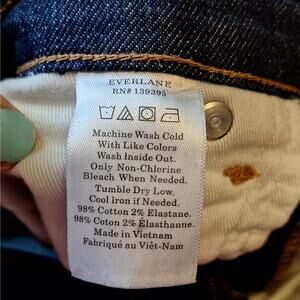 EVERLANE
RN# 139393
Machine Wash Cold
With Like Colors
Wash Inside Out.
Only Non-Chlorine
Bleach When Needed.
Tumble Dry Low.
Cool Iron if Needed.
98% Cotton 2% Elastane.
98% Cotton 2% Élasthanne.
Made in Vietnam
Fabriqué au Viêt-Nam